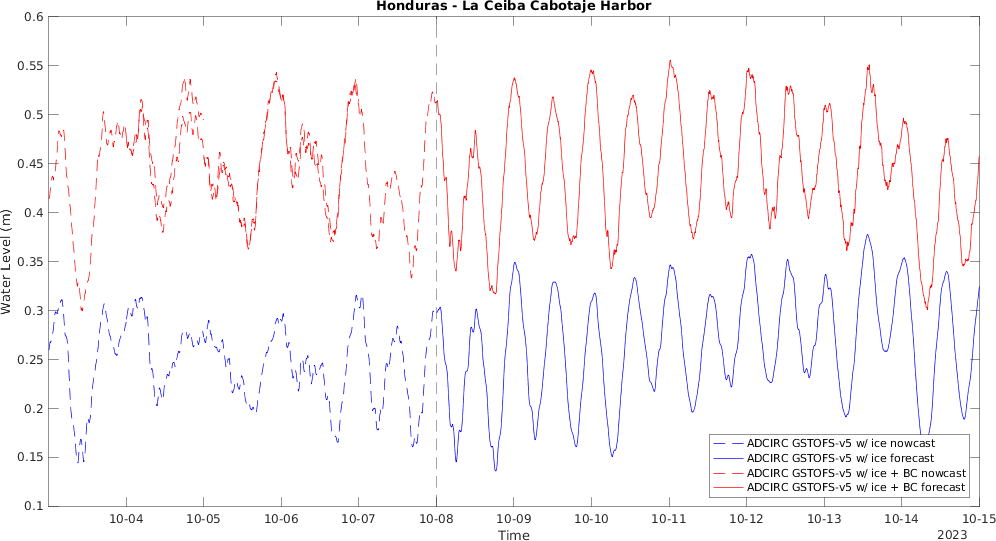 Honduras - La Ceiba Cabotaje Harbor
0.6
0.55
0.5
0.45
0.4
0.35
0.3
0.25
0.2
0.15
0.1
Water Level (m)
ADCIRC GSTOFS-v5 w/ ice nowcast
ADCIRC GSTOFS-v5 w/ ice forecast
ADCIRC GSTOFS-v5 w/ ice + BC nowcast
ADCIRC GSTOFS-v5 w/ ice + BC forecast
10-04 10-05 10-06 10-07 10-08 10-09 10-10 10-11 10-12 10-13 10-14 10-15
Time
2023